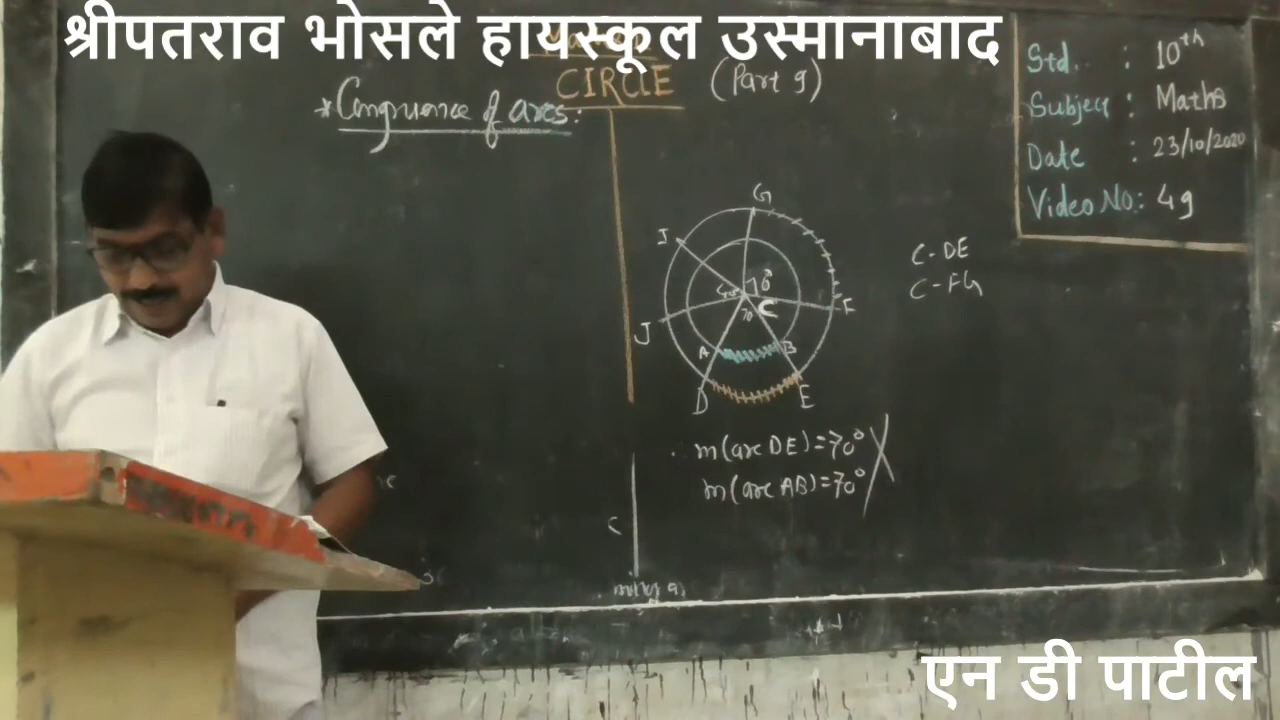 श्रीपतराव भोसले हायस्कूल उस्मानाबाद
CIRCLE (Part 9)
*Congruence of arcs:
Std. : 10th
Subject : Maths
Date : 23/10/2020
Video No: 49
G
I
F
J
C
70
A B
D E
C-DE
C-FG
m(arc DE)=70°
m(arc AB)=70°
C
एन डी पाटील